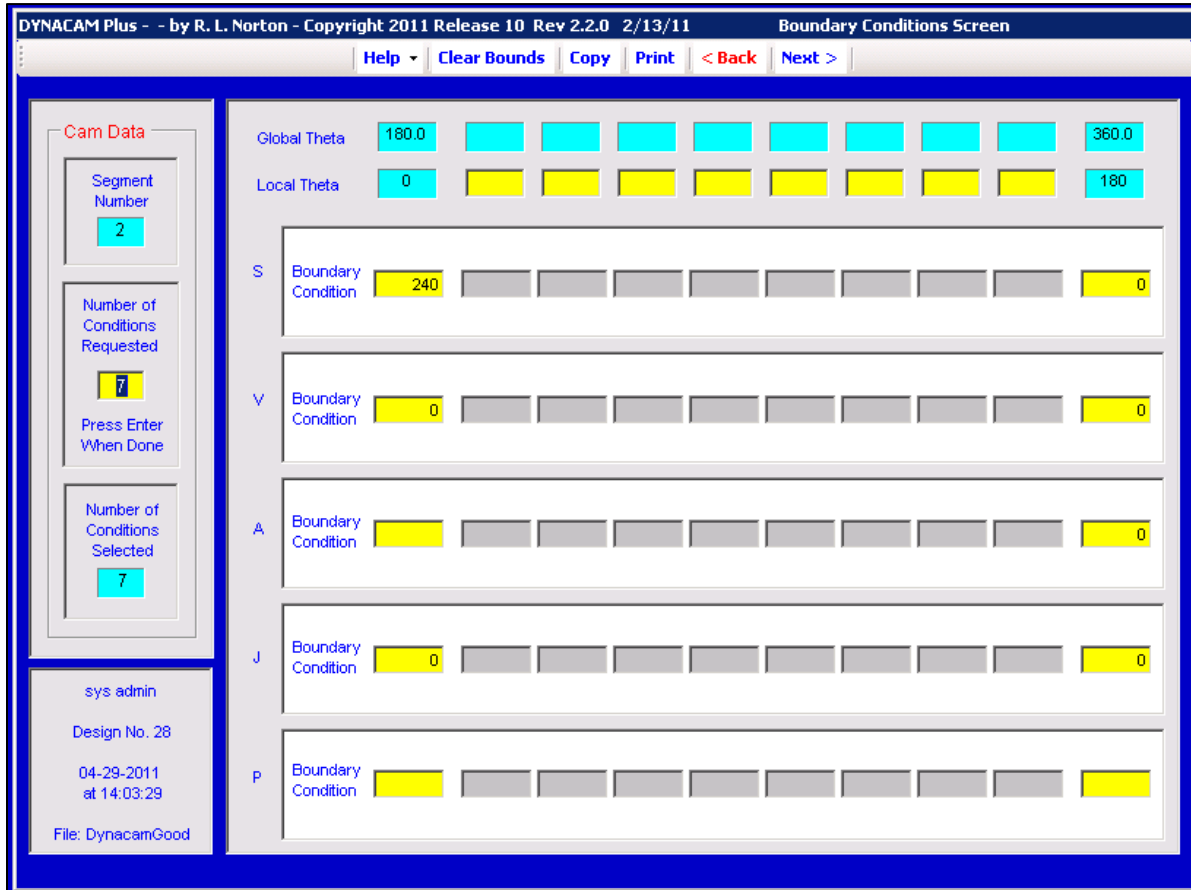 DYNACAM Plus - - by R. L. Norton - Copyright 2011 Release 10 Rev 2.2.0 2/13/11 Boundary Conditions Screen
Help Clear Bounds Copy Print < Back Next >
Cam Data
Segment
Number
2
Number of
Conditions
Requested
7
Press Enter
When Done
Number of
Conditions
Selected
7
sys admin
Design No. 28
04-29-2011
at 14:03:29
File: DynacamGood
Global Theta 180.0 360.0
Local Theta 0 180
S Boundary
Condition 240 0
V Boundary
Condition 0 0
A Boundary
Condition 0
J Boundary
Condition 0 0
P Boundary
Condition